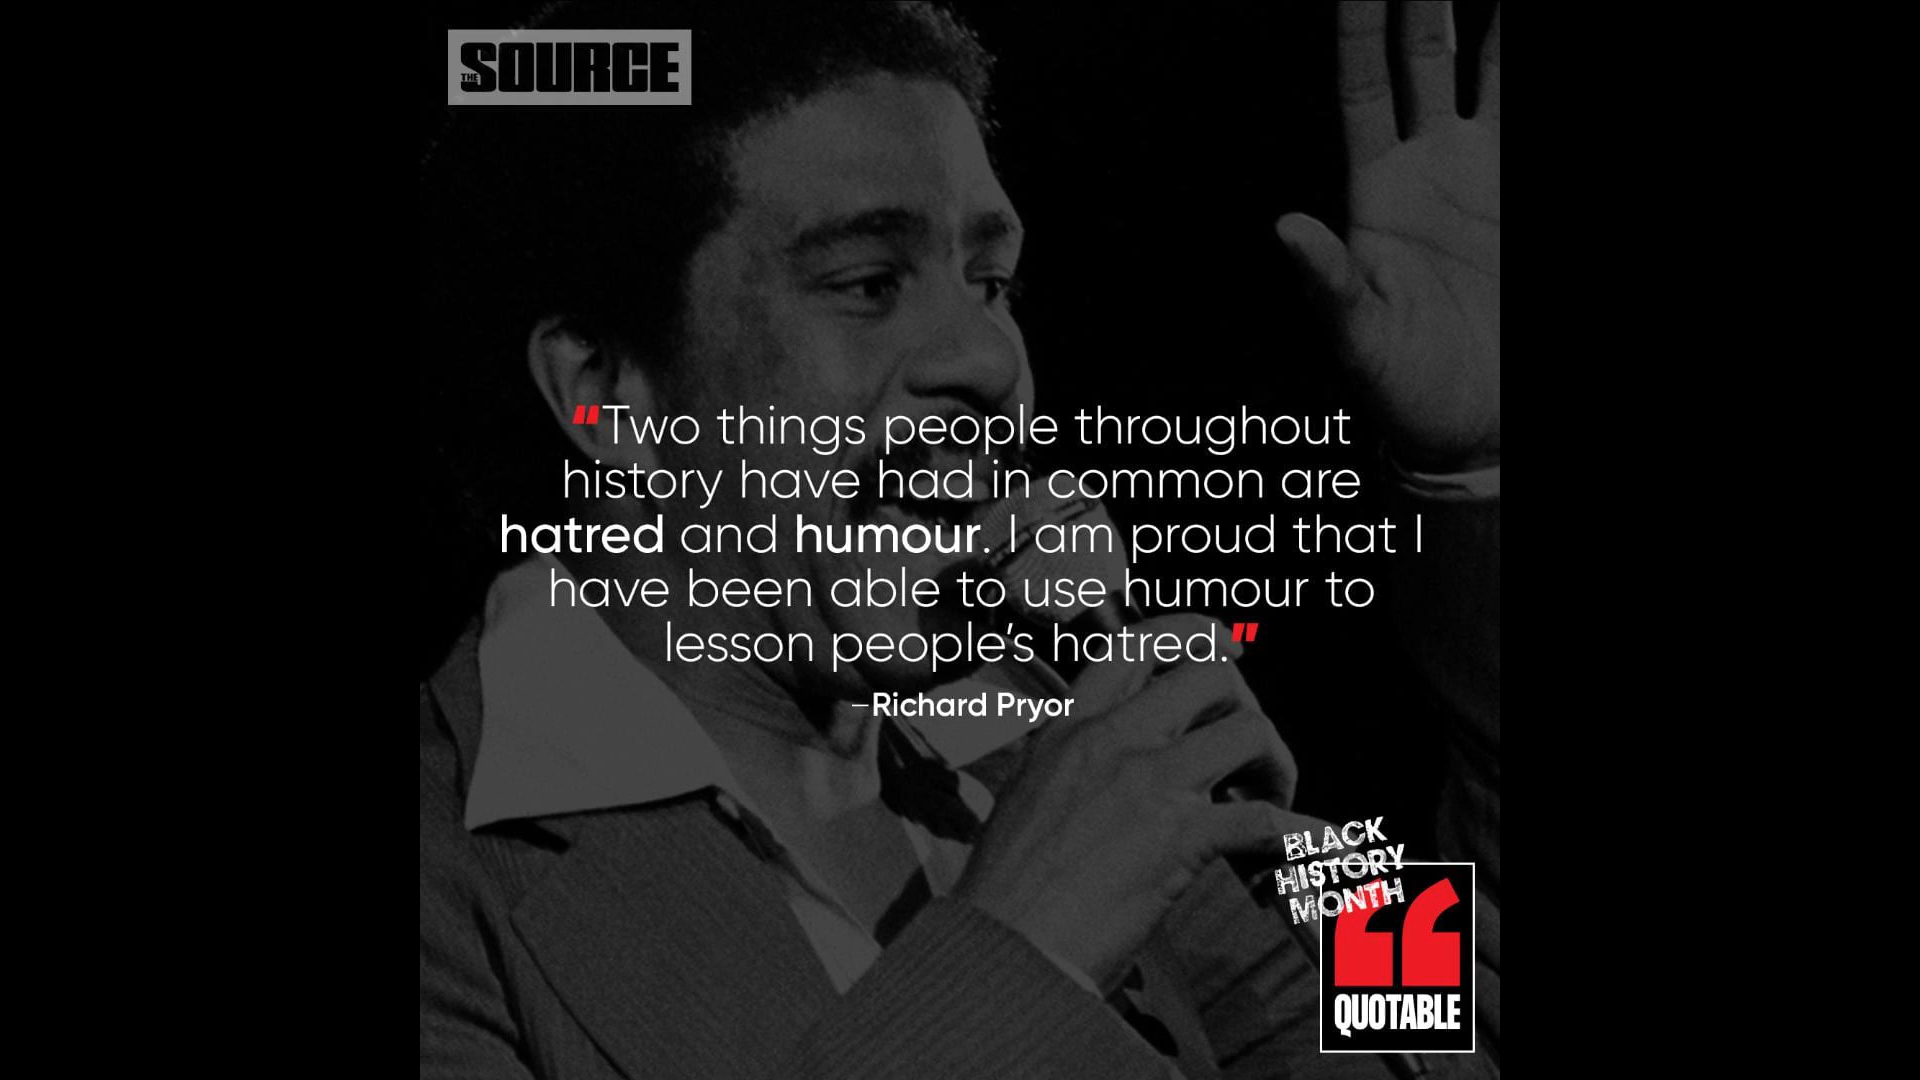 THE SOURCE
“Two things people throughout
history have had in common are
hatred and humour. I am proud that I
have been able to use humour to
lesson people’s hatred.”
–Richard Pryor
BLACK
HISTORY
MONTH
QUOTABLE